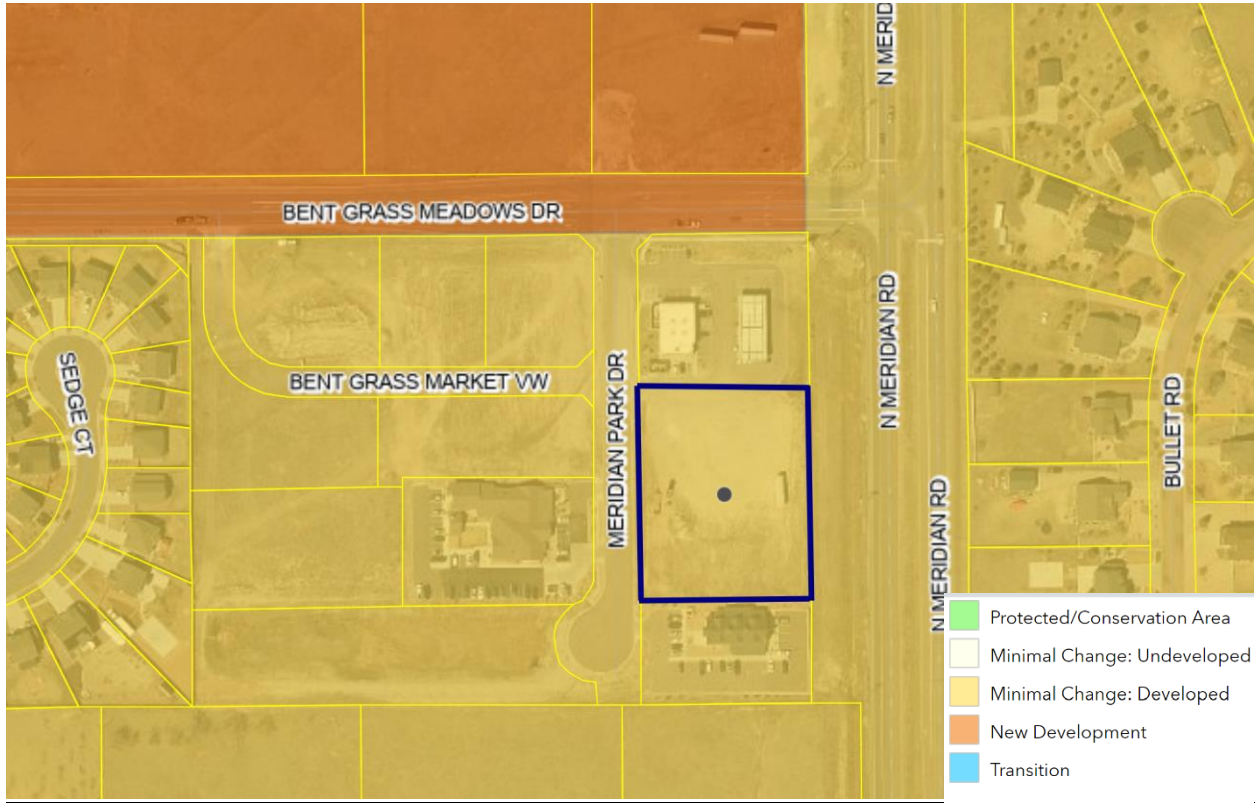 N MERID
BENT GRASS MEADOWS DR
N MERIDIAN RD
SEDGE CT
BENT GRASS MARKET VW
MERIDIAN PARK DR
BULLET RD
N MERIDIAN RD
Protected/Conservation Area
Minimal Change: Undeveloped
Minimal Change: Developed
New Development
Transition